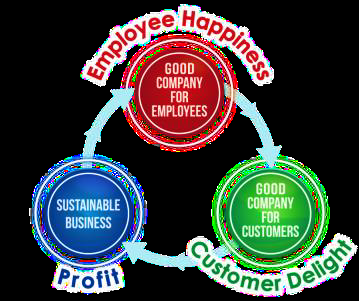 Employee Happiness
GOOD
COMPANY
FOR
EMPLOYEES
SUSTAINABLE
BUSINESS
Profit
GOOD
COMPANY
FOR
CUSTOMERS
Customer Delight